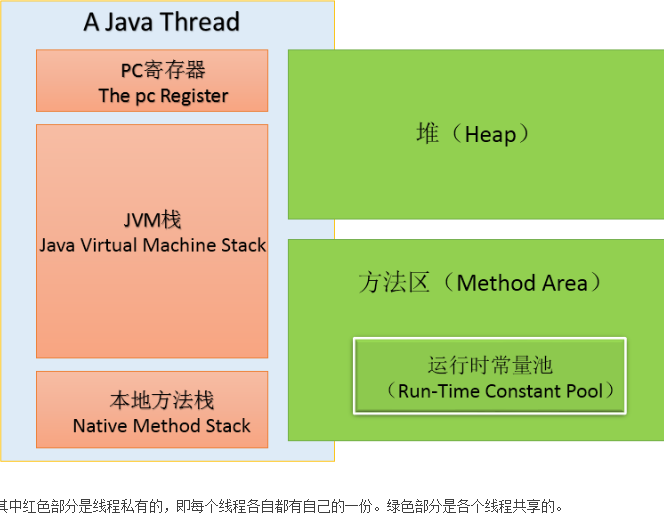 A Java Thread
PC寄存器
The pc Register
JVM栈
Java Virtual Machine Stack
本地方法栈
Native Method Stack
堆（Heap）
方法区（Method Area）
运行时常量池
（Run-Time Constant Pool）
其中红色部分是线程私有的，即每个线程各自都有自己的一份。绿色部分是各个线程共享的。